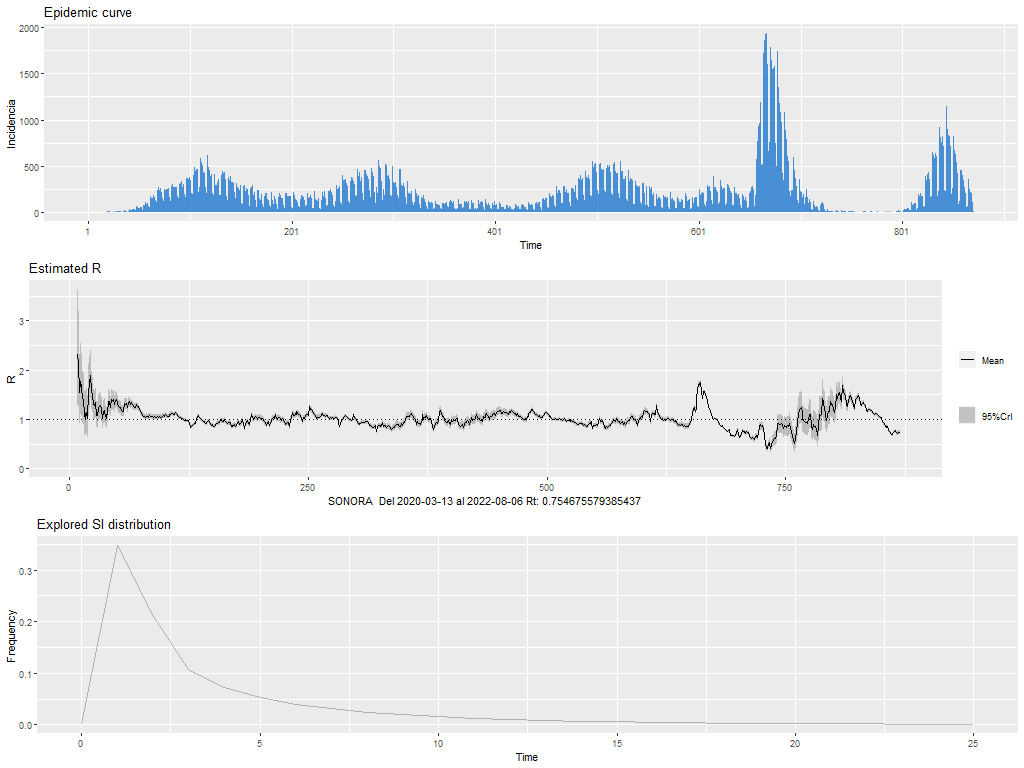 Epidemic curve
2000
1500
1000
500
0
Incidencia
1 201 401 601 801
Time
Estimated R
3
2
1
0
R
Mean
95%CrI
0 250 500 750
SONORA Del 2020-03-13 al 2022-08-06 Rt: 0.754675579385437
Explored SI distribution
0.3
0.2
0.1
0.0
Frequency
0 5 10 15 20 25
Time